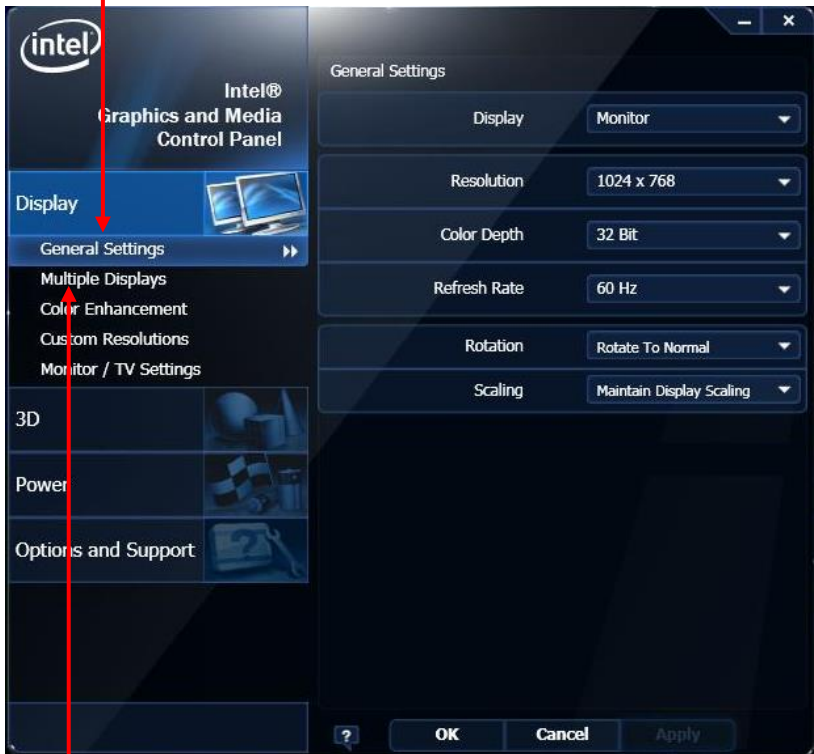 intel
Intel®
Graphics and Media
Control Panel
Display
General Settings
Multiple Displays
Color Enhancement
Custom Resolutions
Monitor / TV Settings
3D
Power
Options and Support
General Settings
Display Monitor
Resolution 1024 x 768
Color Depth 32 Bit
Refresh Rate 60 Hz
Rotation Rotate To Normal
Scaling Maintain Display Scaling
? OK Cancel Apply